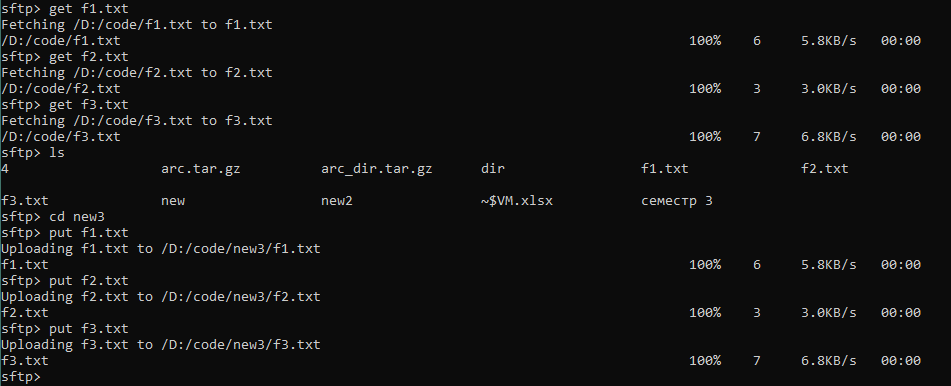 sftp> get f1.txt
Fetching /D:/code/f1.txt to f1.txt
/D:/code/f1.txt 100% 6 5.8KB/s 00:00
sftp> get f2.txt
Fetching /D:/code/f2.txt to f2.txt
/D:/code/f2.txt 100% 3 3.0KB/s 00:00
sftp> get f3.txt
Fetching /D:/code/f3.txt to f3.txt
/D:/code/f3.txt 100% 7 6.8KB/s 00:00
sftp> ls
4 arc.tar.gz arc_dir.tar.gz dir f1.txt f2.txt
f3.txt new new2 ~$VM.xlsx семестр 3
sftp> cd new3
sftp> put f1.txt
Uploading f1.txt to /D:/code/new3/f1.txt
f1.txt 100% 6 5.8KB/s 00:00
sftp> put f2.txt
Uploading f2.txt to /D:/code/new3/f2.txt
f2.txt 100% 3 3.0KB/s 00:00
sftp> put f3.txt
Uploading f3.txt to /D:/code/new3/f3.txt
f3.txt 100% 7 6.8KB/s 00:00
sftp>